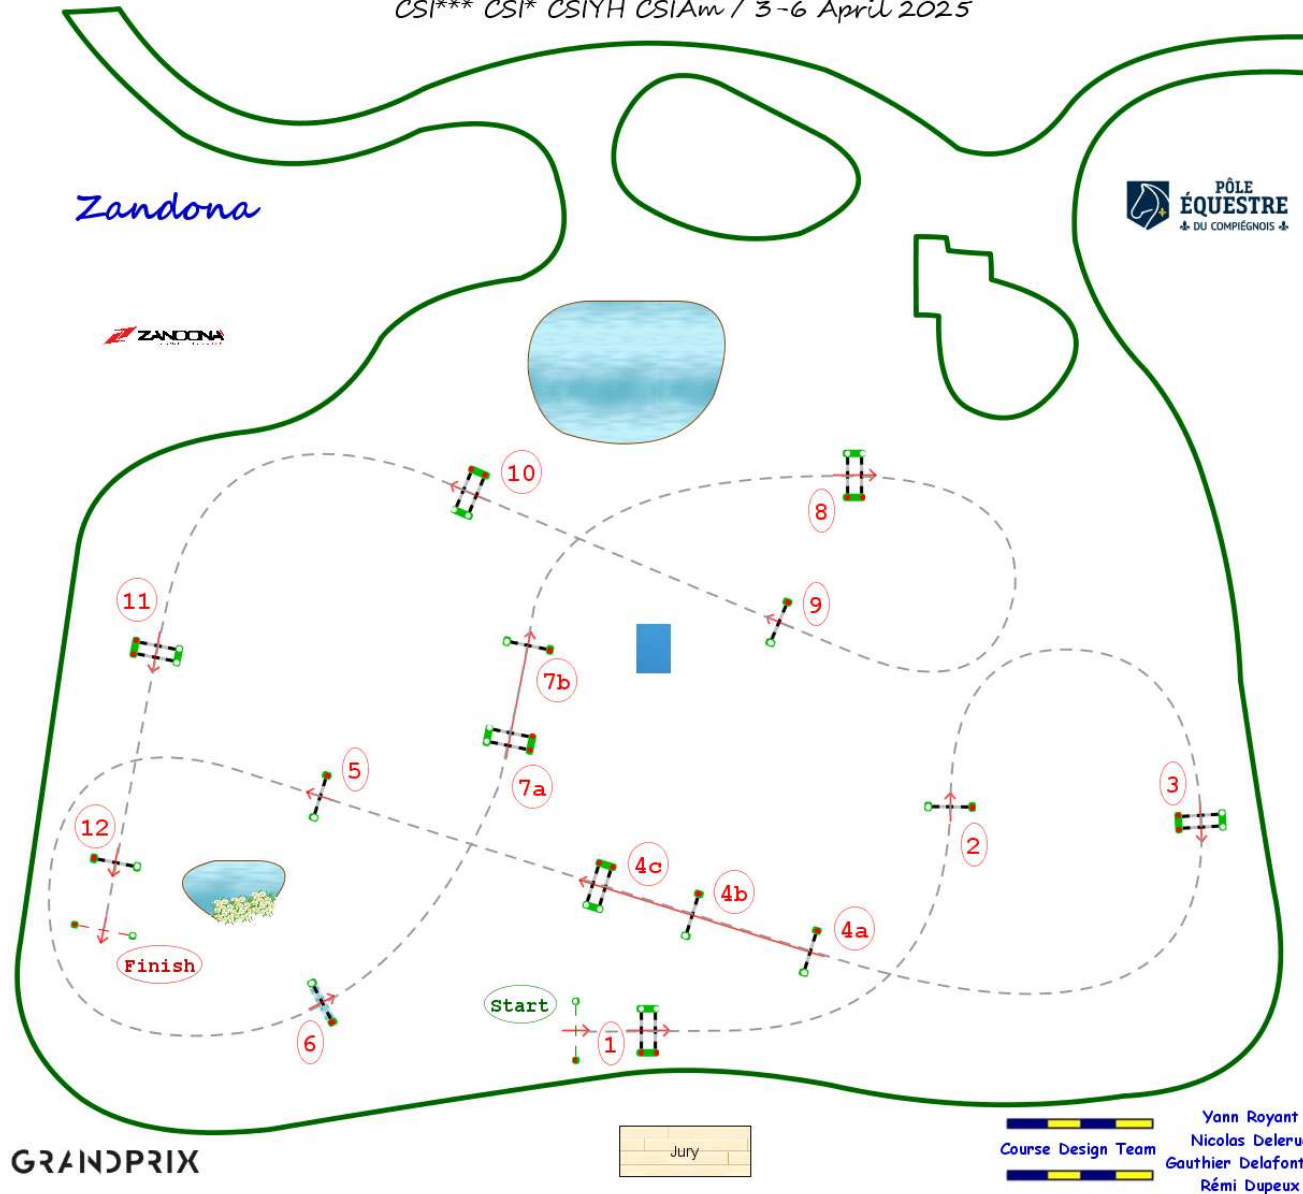 CSI*** CSI* CSIYH CSIAm / 3-6 April 2025
Zandona
PÔLE
ÉQUESTRE
DU COMPIÉGNOIS
ZANDONA
10
8
11
9
7b
5
7a
3
12
2
4c
4b
4a
Finish
Start
6
1
Jury
GRANDPRIX
Course Design Team
Yann Royant
Nicolas Deleru
Gauthier Delafont
Rémi Dupeux